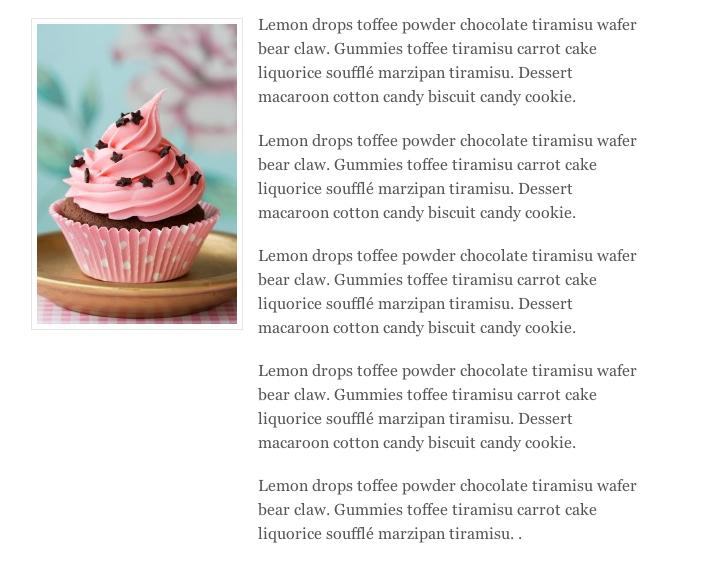 Lemon drops toffee powder chocolate tiramisu wafer
bear claw. Gummies toffee tiramisu carrot cake
liquorice soufflé marzipan tiramisu. Dessert
macaroon cotton candy biscuit candy cookie.
Lemon drops toffee powder chocolate tiramisu wafer
bear claw. Gummies toffee tiramisu carrot cake
liquorice soufflé marzipan tiramisu. Dessert
macaroon cotton candy biscuit candy cookie.
Lemon drops toffee powder chocolate tiramisu wafer
bear claw. Gummies toffee tiramisu carrot cake
liquorice soufflé marzipan tiramisu. Dessert
macaroon cotton candy biscuit candy cookie.
Lemon drops toffee powder chocolate tiramisu wafer
bear claw. Gummies toffee tiramisu carrot cake
liquorice soufflé marzipan tiramisu. Dessert
macaroon cotton candy biscuit candy cookie.
Lemon drops toffee powder chocolate tiramisu wafer
bear claw. Gummies toffee tiramisu carrot cake
liquorice soufflé marzipan tiramisu. .